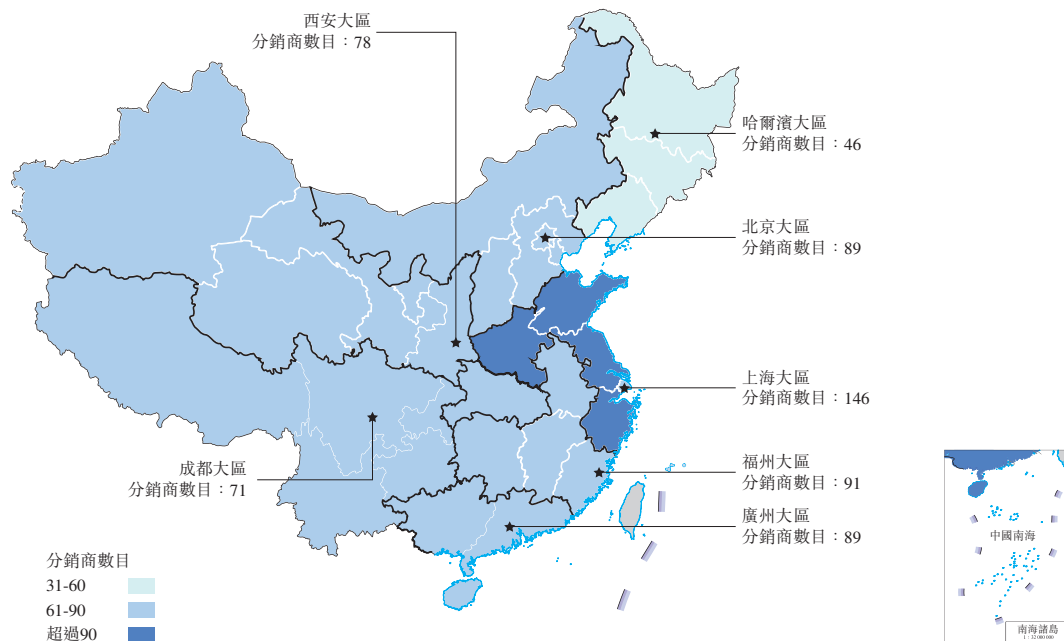 西安大區
分銷商數目：78
哈爾濱大區
分銷商數目：46
北京大區
分銷商數目：89
上海大區
分銷商數目：146
成都大區
分銷商數目：71
福州大區
分銷商數目：91
廣州大區
分銷商數目：89
分銷商數目
31-60
61-90
超過90
中國南海
南海諸島
1 : 32 000 000